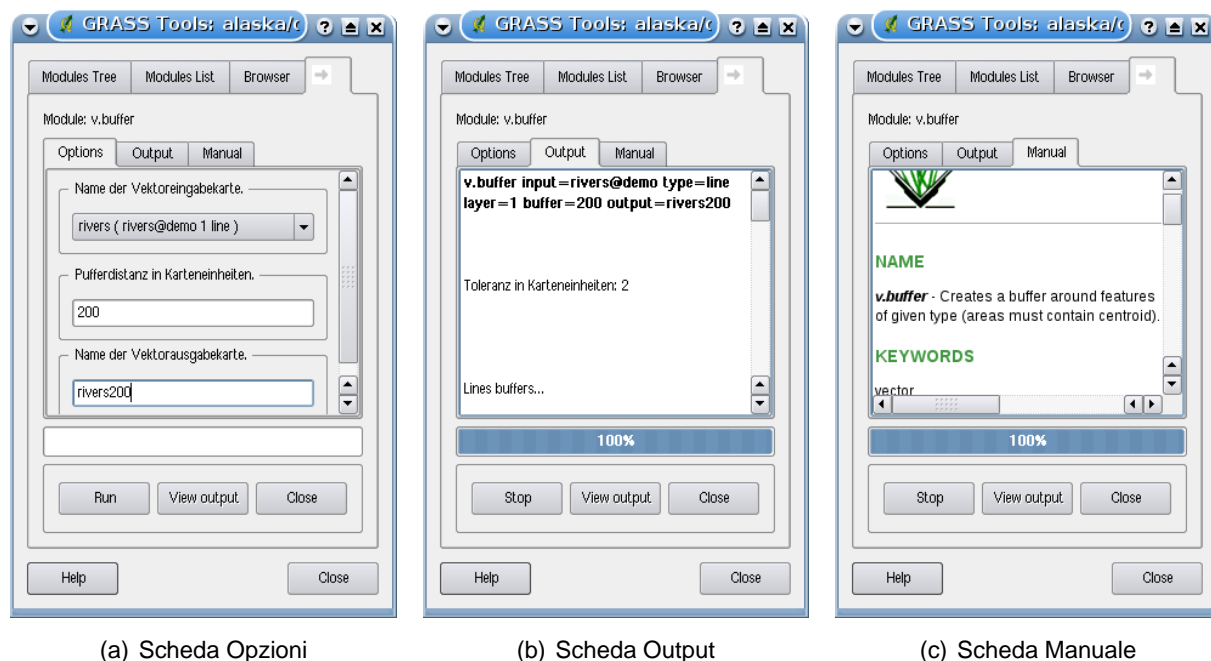 GRASS Tools: alaska/c
Modules Tree
Modules List
Browser
Module: v.buffer
Options
Output
Manual
Name der Vektoreingabekarte.
rivers ( rivers@demo 1 line )
Pufferdistanz in Karteneinheiten.
200
Name der Vektorausgabekarte.
rivers200
Run
View output
Close
Help
Close
(a) Scheda Opzioni
GRASS Tools: alaska/c
Modules Tree
Modules List
Browser
Module: v.buffer
Options
Output
Manual
v.buffer input=rivers@demo type=line
layer=1 buffer=200 output=rivers200
Toleranz in Karteneinheiten: 2
Lines buffers...
100%
Stop
View output
Close
Help
Close
(b) Scheda Output
GRASS Tools: alaska/c
Modules Tree
Modules List
Browser
Module: v.buffer
Options
Output
Manual
NAME
v.buffer - Creates a buffer around features
of given type (areas must contain centroid).
KEYWORDS
vector
100%
Stop
View output
Close
Help
Close
(c) Scheda Manuale